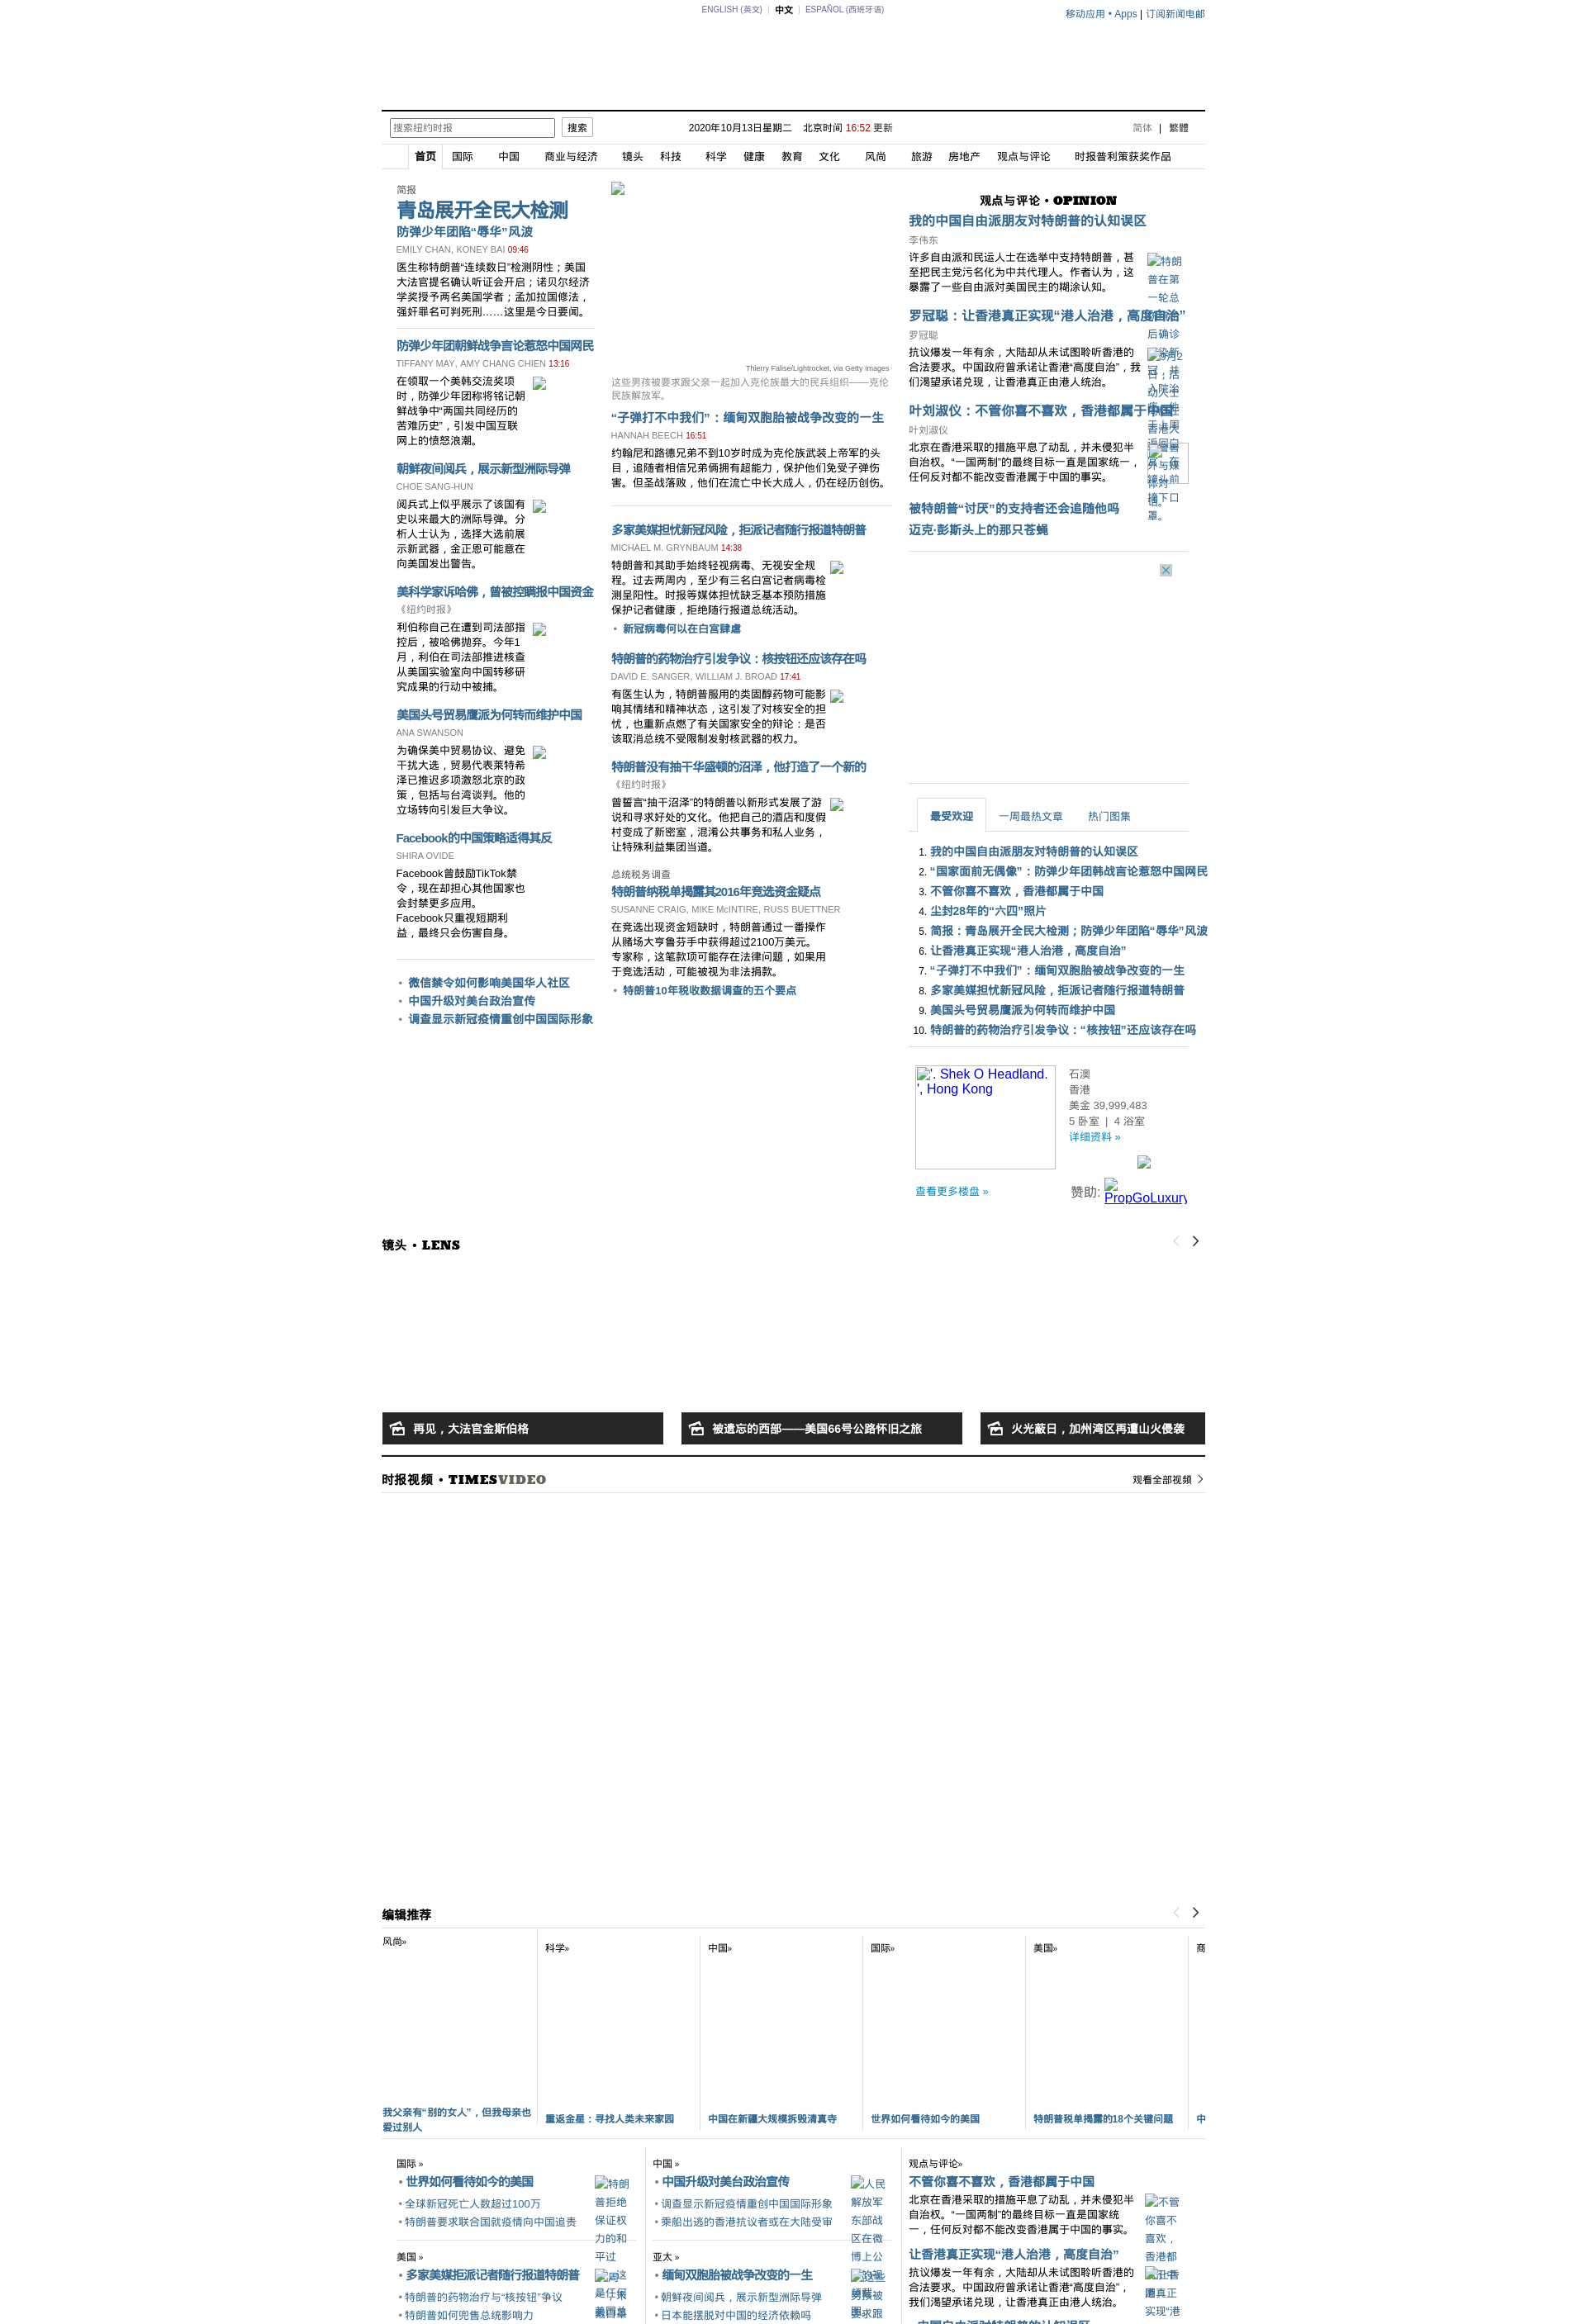 ENGLISH (英文) | 中文 | ESPAÑOL (西班牙语)
移动应用 • Apps | 订阅新闻电邮
搜索纽约时报 搜索
2020年10月13日星期二 北京时间 16:52 更新
简体 | 繁體
首页 国际 中国 商业与经济 镜头 科技 科学 健康 教育 文化 风尚 旅游 房地产 观点与评论 时报普利策获奖作品
简报
青岛展开全民大检测
防弹少年团陷“辱华”风波
EMILY CHAN, KONEY BAI 09:46
医生称特朗普“连续数日”检测阴性；美国
大法官提名确认听证会开启；诺贝尔经济
学奖授予两名美国学者；孟加拉国修法，
强奸罪名可判死刑……这里是今日要闻。
防弹少年团朝鲜战争言论惹怒中国网民
TIFFANY MAY, AMY CHANG CHIEN 13:16
在领取一个美韩交流奖项
时，防弹少年团称将铭记朝
鲜战争中“两国共同经历的
苦难历史”，引发中国互联
网上的愤怒浪潮。
朝鲜夜间阅兵，展示新型洲际导弹
CHOE SANG-HUN
阅兵式上似乎展示了该国有
史以来最大的洲际导弹。分
析人士认为，选择大选前展
示新武器，金正恩可能意在
向美国发出警告。
美科学家诉哈佛，曾被控瞒报中国资金
《纽约时报》
利伯称自己在遭到司法部指
控后，被哈佛抛弃。今年1
月，利伯在司法部推进核查
从美国实验室向中国转移研
究成果的行动中被捕。
美国头号贸易鹰派为何转而维护中国
ANA SWANSON
为确保美中贸易协议、避免
干扰大选，贸易代表莱特希
泽已推迟多项激怒北京的政
策，包括与台湾谈判。他的
立场转向引发巨大争议。
Facebook的中国策略适得其反
SHIRA OVIDE
Facebook曾鼓励TikTok禁
令，现在却担心其他国家也
会封禁更多应用。
Facebook只重视短期利
益，最终只会伤害自身。
• 微信禁令如何影响美国华人社区
• 中国升级对美台政治宣传
• 调查显示新冠疫情重创中国国际形象
Thierry Falise/Lightrocket, via Getty Images
这些男孩被要求跟父亲一起加入克伦族最大的民兵组织——克伦
民族解放军。
“子弹打不中我们”：缅甸双胞胎被战争改变的一生
HANNAH BEECH 16:51
约翰尼和路德兄弟不到10岁时成为克伦族武装上帝军的头
目，追随者相信兄弟俩拥有超能力，保护他们免受子弹伤
害。但圣战落败，他们在流亡中长大成人，仍在经历创伤。
多家美媒担忧新冠风险，拒派记者随行报道特朗普
MICHAEL M. GRYNBAUM 14:38
特朗普和其助手始终轻视病毒、无视安全规
程。过去两周内，至少有三名白宫记者病毒检
测呈阳性。时报等媒体担忧缺乏基本预防措施
保护记者健康，拒绝随行报道总统活动。
• 新冠病毒何以在白宫肆虐
特朗普的药物治疗引发争议：核按钮还应该存在吗
DAVID E. SANGER, WILLIAM J. BROAD 17:41
有医生认为，特朗普服用的类固醇药物可能影
响其情绪和精神状态，这引发了对核安全的担
忧，也重新点燃了有关国家安全的辩论：是否
该取消总统不受限制发射核武器的权力。
特朗普没有抽干华盛顿的沼泽，他打造了一个新的
《纽约时报》
曾誓言“抽干沼泽”的特朗普以新形式发展了游
说和寻求好处的文化。他把自己的酒店和度假
村变成了新密室，混淆公共事务和私人业务，
让特殊利益集团当道。
总统税务调查
特朗普纳税单揭露其2016年竞选资金疑点
SUSANNE CRAIG, MIKE McINTIRE, RUSS BUETTNER
在竞选出现资金短缺时，特朗普通过一番操作
从赌场大亨鲁芬手中获得超过2100万美元。
专家称，这笔款项可能存在法律问题，如果用
于竞选活动，可能被视为非法捐款。
• 特朗普10年税收数据调查的五个要点
观点与评论 • OPINION
我的中国自由派朋友对特朗普的认知误区
李伟东
许多自由派和民运人士在选举中支持特朗普，甚
至把民主党污名化为中共代理人。作者认为，这
暴露了一些自由派对美国民主的糊涂认知。
罗冠聪：让香港真正实现“港人治港，高度自治”
罗冠聪
抗议爆发一年有余，大陆却从未试图聆听香港的
合法要求。中国政府曾承诺让香港“高度自治”，我
们渴望承诺兑现，让香港真正由港人统治。
叶刘淑仪：不管你喜不喜欢，香港都属于中国
叶刘淑仪
北京在香港采取的措施平息了动乱，并未侵犯半
自治权。“一国两制”的最终目标一直是国家统一，
任何反对都不能改变香港属于中国的事实。
被特朗普“讨厌”的支持者还会追随他吗
迈克·彭斯头上的那只苍蝇
最受欢迎 一周最热文章 热门图集
1. 我的中国自由派朋友对特朗普的认知误区
2. “国家面前无偶像”：防弹少年团韩战言论惹怒中国网民
3. 不管你喜不喜欢，香港都属于中国
4. 尘封28年的“六四”照片
5. 简报：青岛展开全民大检测；防弹少年团陷“辱华”风波
6. 让香港真正实现“港人治港，高度自治”
7. “子弹打不中我们”：缅甸双胞胎被战争改变的一生
8. 多家美媒担忧新冠风险，拒派记者随行报道特朗普
9. 美国头号贸易鹰派为何转而维护中国
10. 特朗普的药物治疗引发争议：“核按钮”还应该存在吗
'. Shek O Headland.
', Hong Kong
石澳
香港
美金 39,999,483
5 卧室 | 4 浴室
详细资料 »
查看更多楼盘 »
赞助: PropGoLuxury
镜头 • LENS
再见，大法官金斯伯格
被遗忘的西部——美国66号公路怀旧之旅
火光蔽日，加州湾区再遭山火侵袭
时报视频 • TIMESVIDEO
观看全部视频
编辑推荐
风尚»
科学»
中国»
国际»
美国»
商
我父亲有“别的女人”，但我母亲也
爱过别人
重返金星：寻找人类未来家园
中国在新疆大规模拆毁清真寺
世界如何看待如今的美国
特朗普税单揭露的18个关键问题
中
国际 »
• 世界如何看待如今的美国
• 全球新冠死亡人数超过100万
• 特朗普要求联合国就疫情向中国追责
特朗
普拒绝
保证权
力的和
平过
美国 »
• 多家美媒拒派记者随行报道特朗普
• 特朗普的药物治疗与“核按钮”争议
• 特朗普如何兜售总统影响力
中国 »
• 中国升级对美台政治宣传
• 调查显示新冠疫情重创中国国际形象
• 乘船出逃的香港抗议者或在大陆受审
人民
解放军
东部战
区在微
博上公
亚太 »
• 缅甸双胞胎被战争改变的一生
• 朝鲜夜间阅兵，展示新型洲际导弹
• 日本能摆脱对中国的经济依赖吗
观点与评论»
不管你喜不喜欢，香港都属于中国
北京在香港采取的措施平息了动乱，并未侵犯半
自治权。“一国两制”的最终目标一直是国家统
一，任何反对都不能改变香港属于中国的事实。
不管
你喜不
喜欢，
香港都
让香港真正实现“港人治港，高度自治”
抗议爆发一年有余，大陆却从未试图聆听香港的
合法要求。中国政府曾承诺让香港“高度自治”，
我们渴望承诺兑现，让香港真正由港人统治。
实现“港